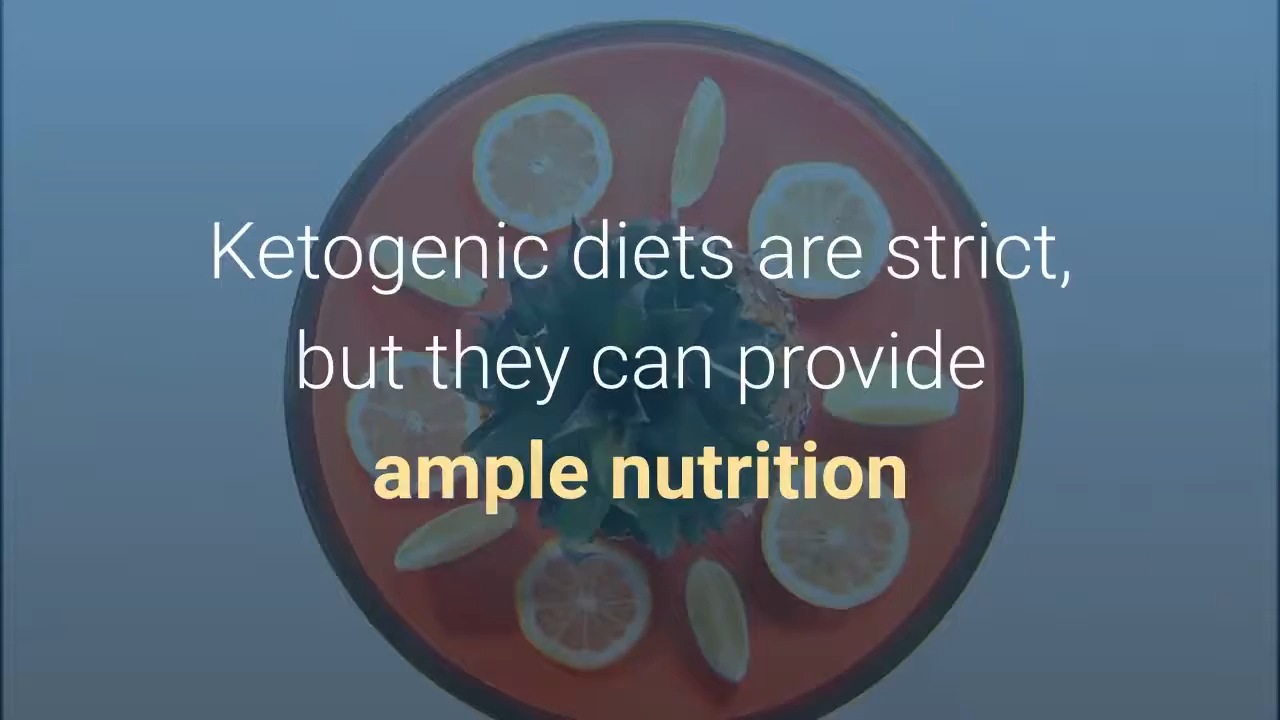 Ketogenic diets are strict,
but they can provide
ample nutrition